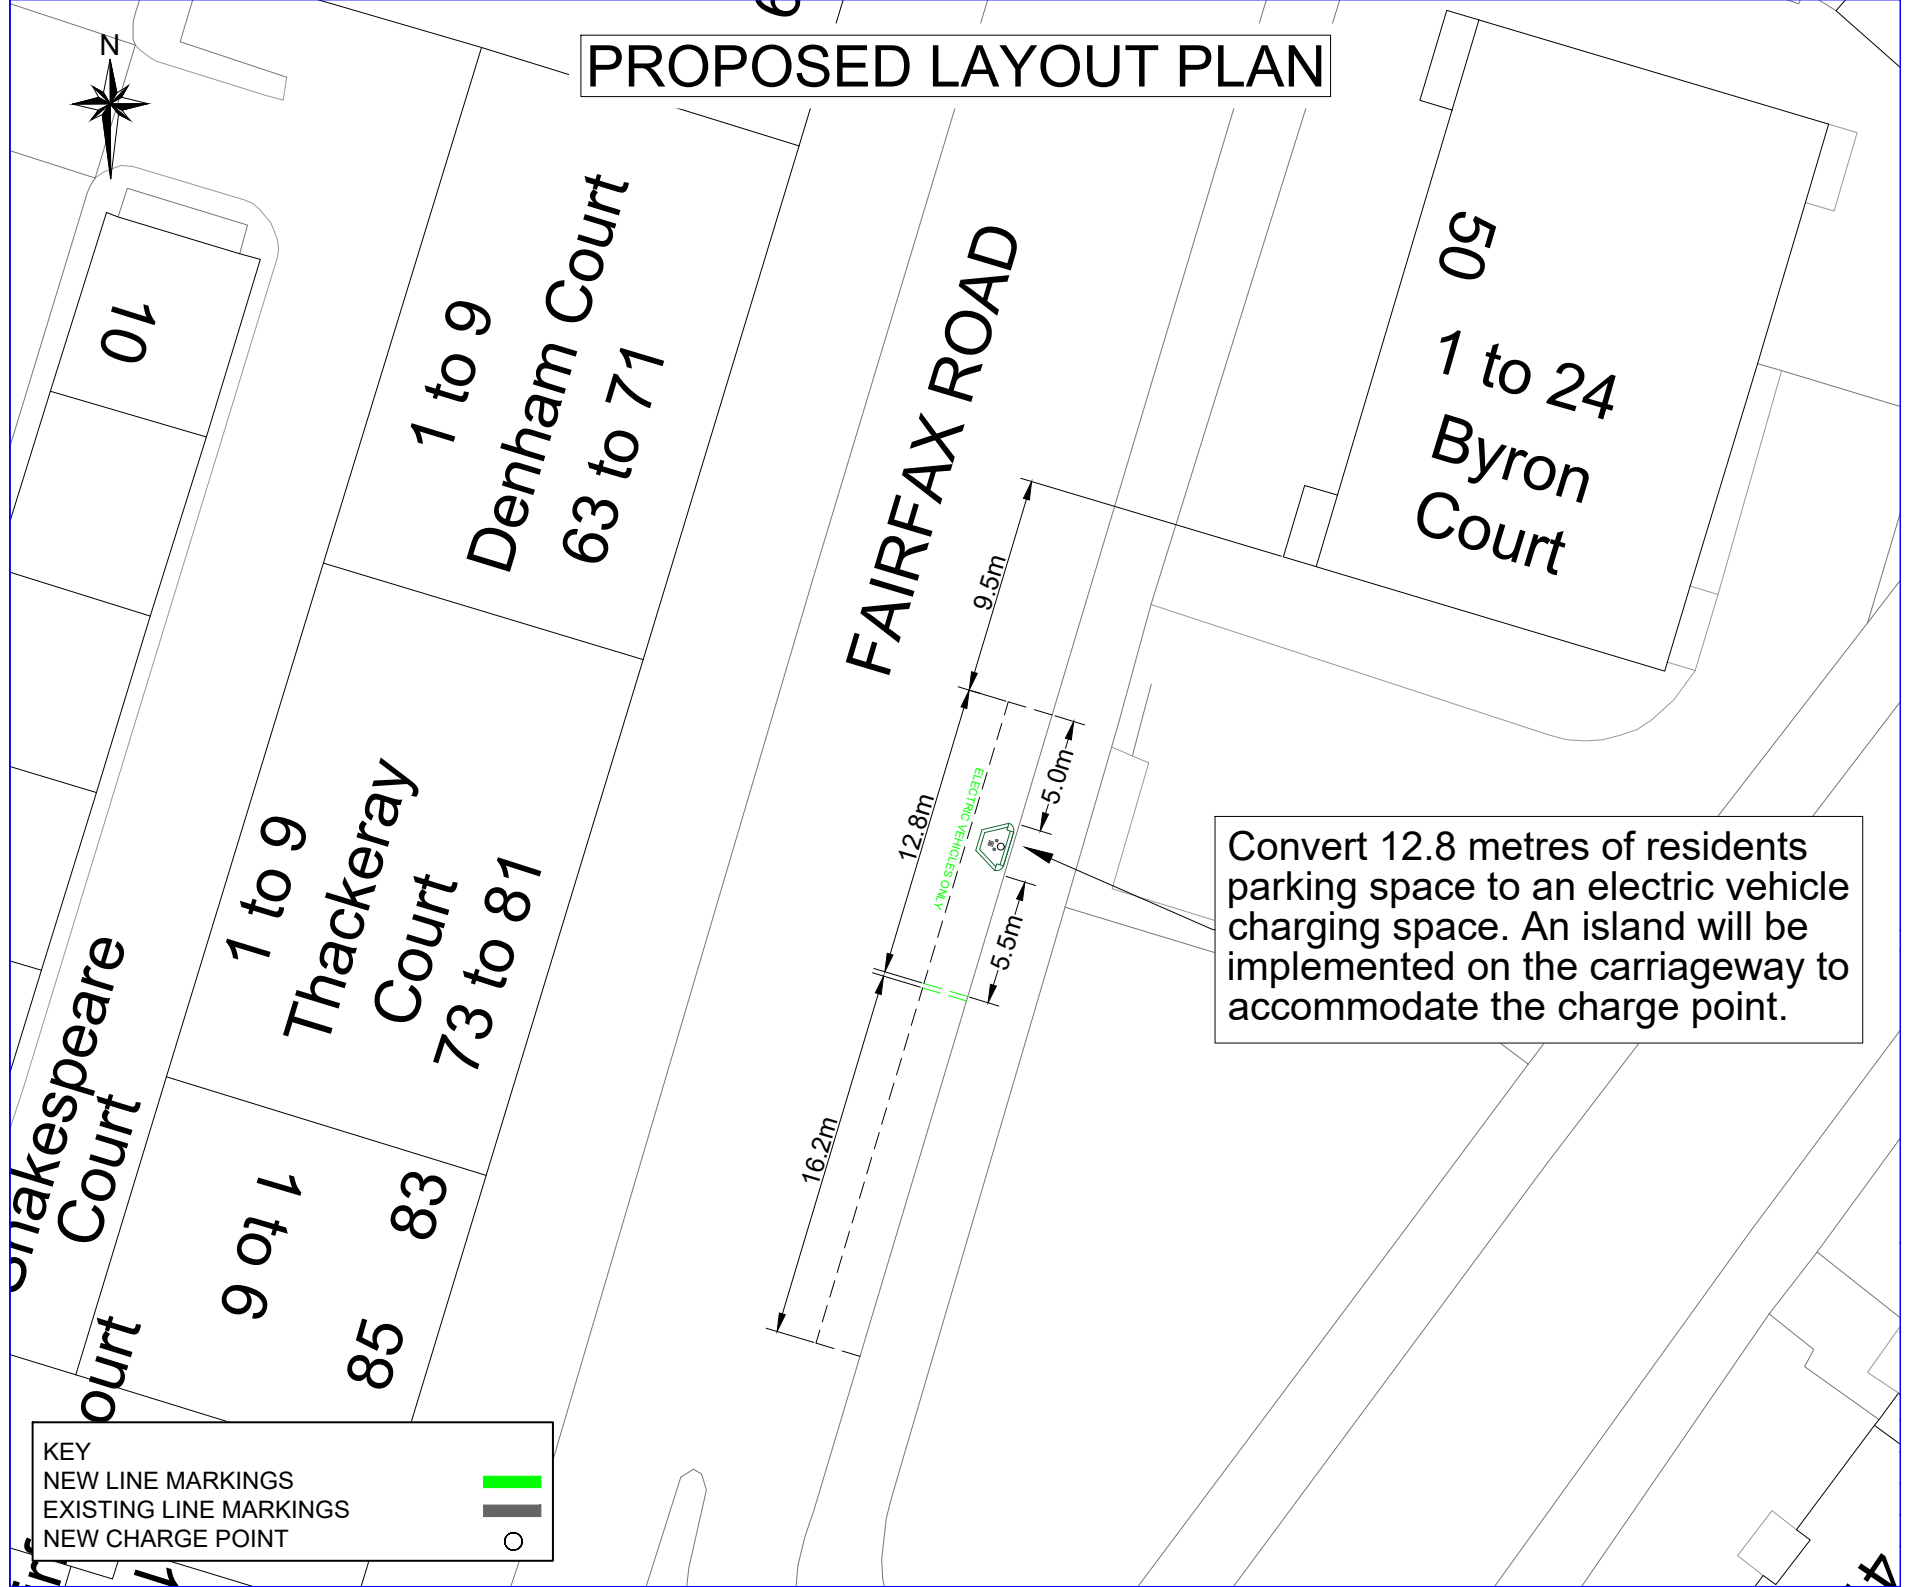 PROPOSED LAYOUT PLAN
N
10
1 to 9
Denham Court
63 to 71
FAIRFAX ROAD
50
1 to 24
Byron
Court
9.5m
12.8m
5.0m
ELECTRIC VEHICLES ONLY
5.5m
16.2m
Convert 12.8 metres of residents
parking space to an electric vehicle
charging space. An island will be
implemented on the carriageway to
accommodate the charge point.
1 to 9
Thackeray
Court
73 to 81
Shakespeare
Court
1 to 6
83
85
KEY
NEW LINE MARKINGS
EXISTING LINE MARKINGS
NEW CHARGE POINT